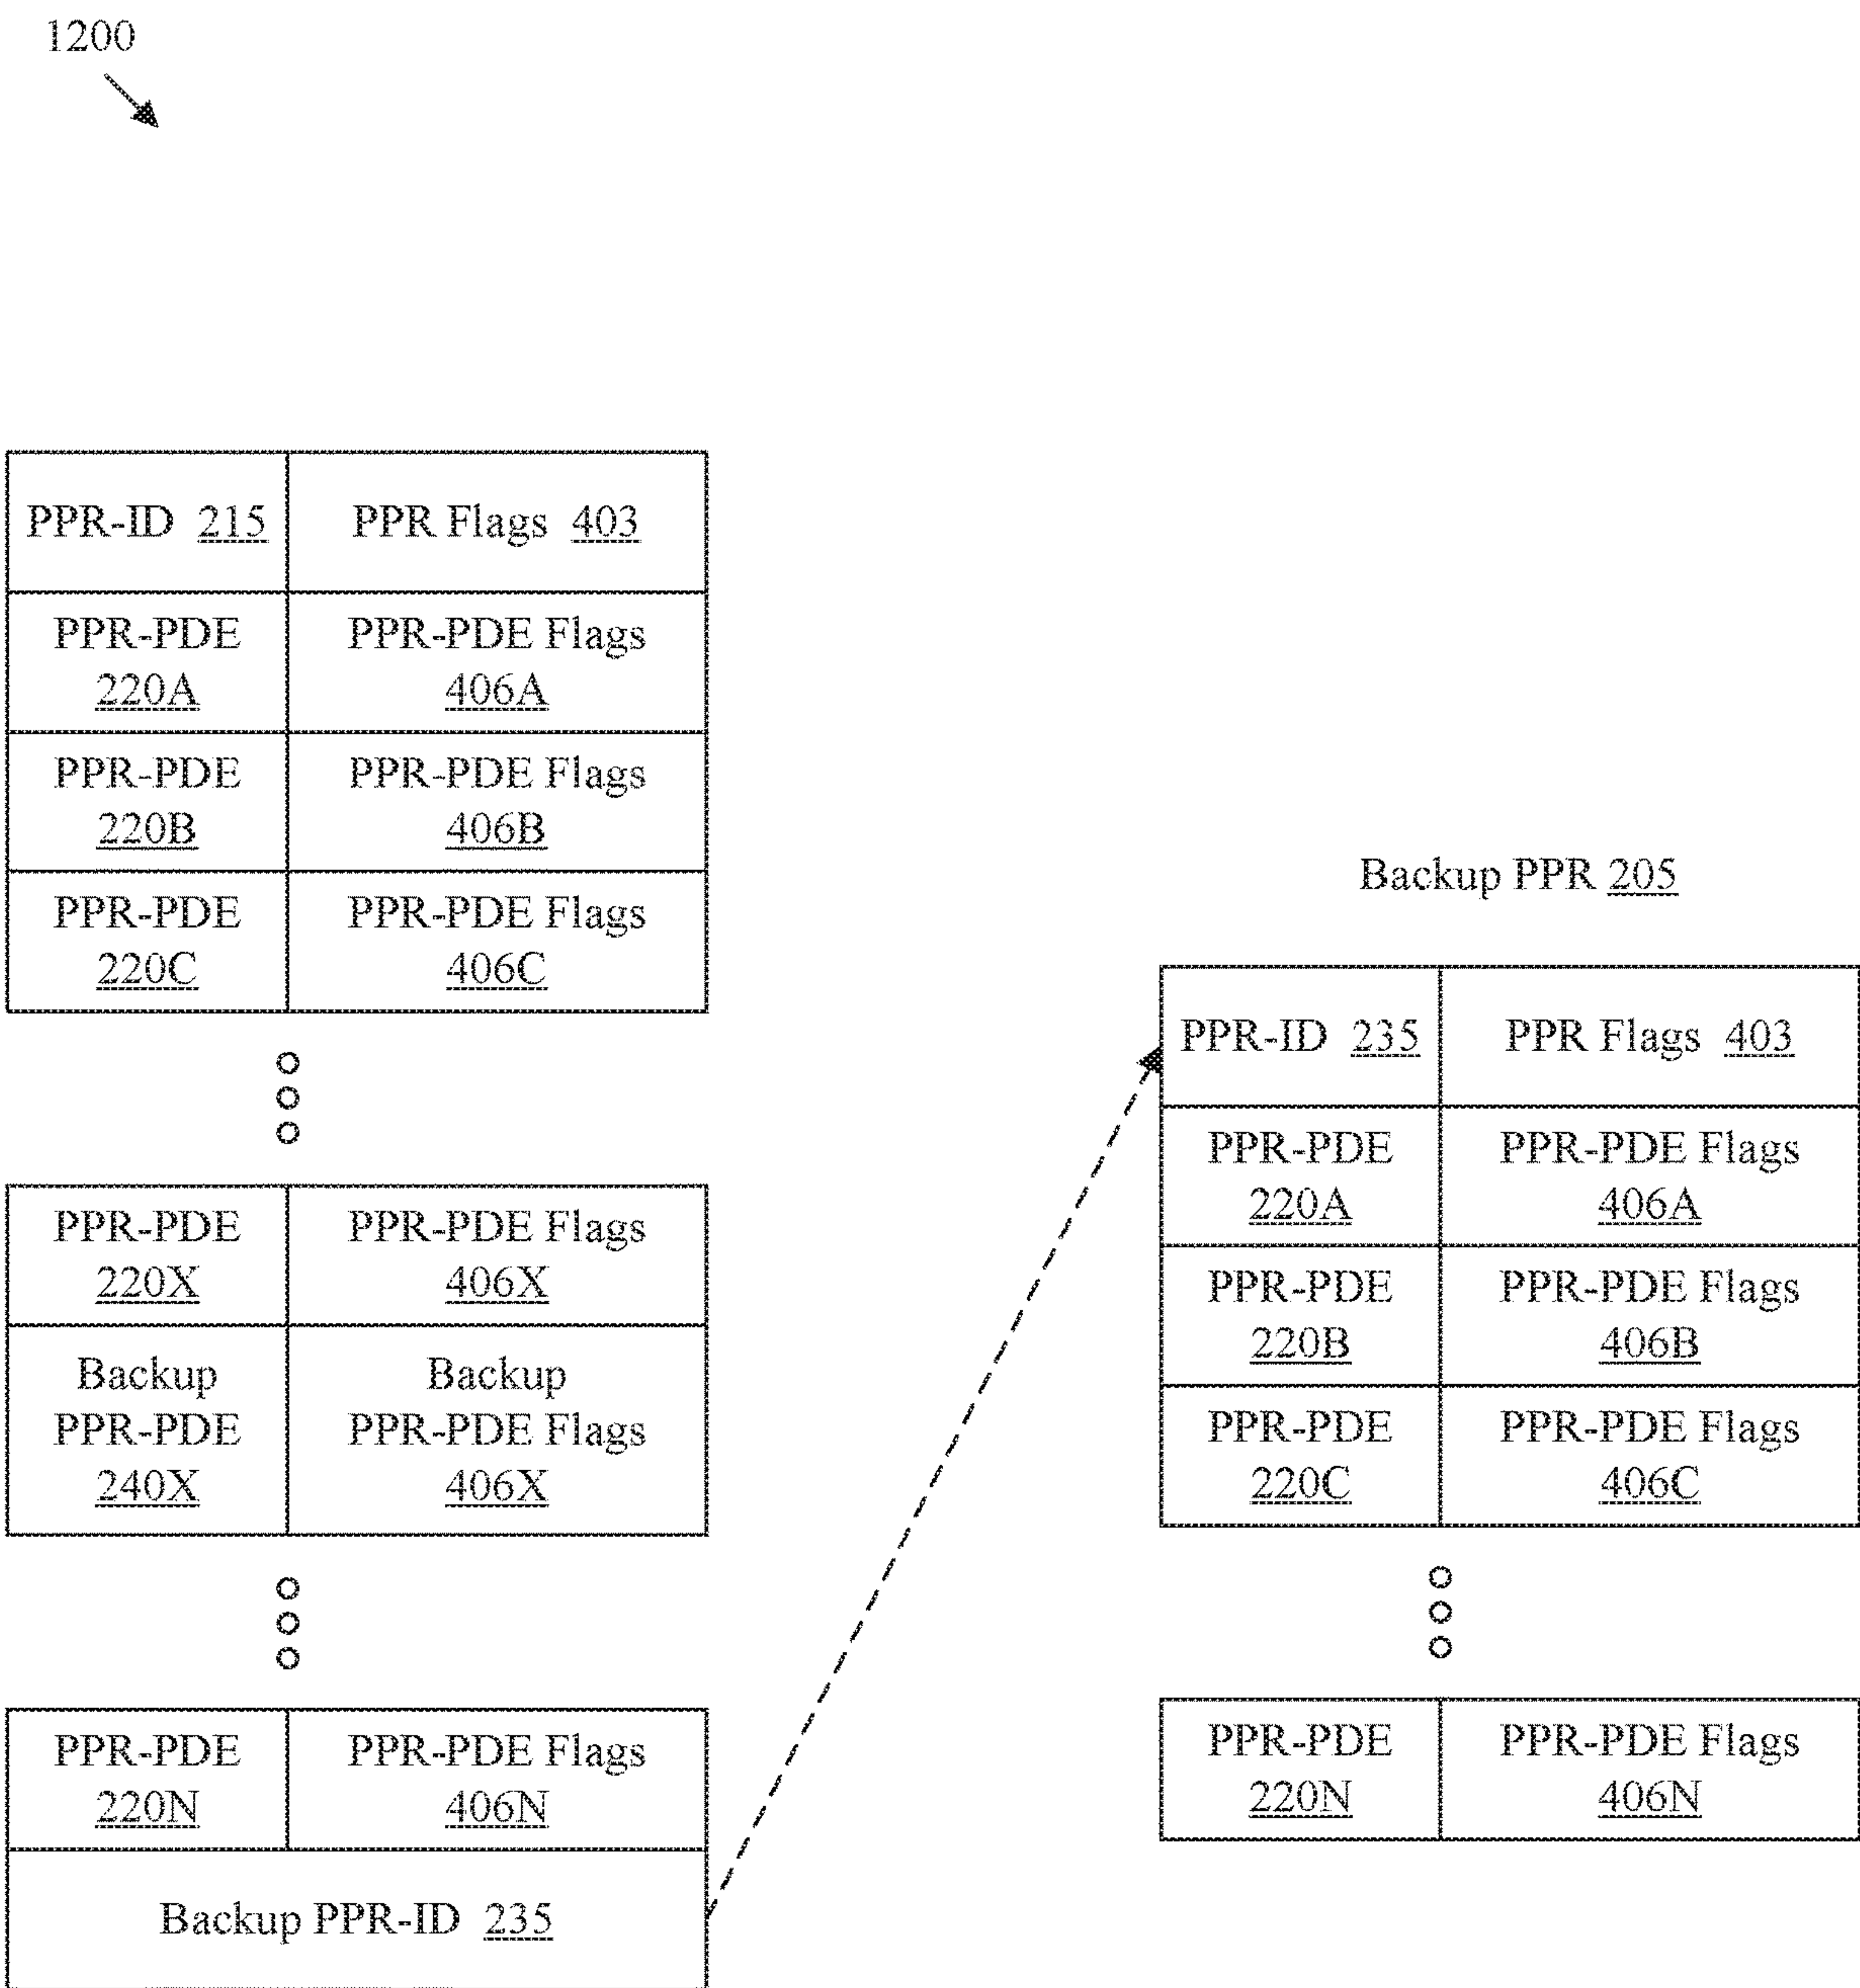 1200
PPR-ID 215
PPR Flags 403
PPR-PDE
220A
PPR-PDE Flags
406A
PPR-PDE
220B
PPR-PDE Flags
406B
PPR-PDE
220C
PPR-PDE Flags
406C
PPR-PDE
220X
PPR-PDE Flags
406X
Backup
PPR-PDE
240X
Backup
PPR-PDE Flags
406X
PPR-PDE
220N
PPR-PDE Flags
406N
Backup PPR-ID 235
Backup PPR 205
PPR-ID 235
PPR Flags 403
PPR-PDE
220A
PPR-PDE Flags
406A
PPR-PDE
220B
PPR-PDE Flags
406B
PPR-PDE
220C
PPR-PDE Flags
406C
PPR-PDE
220N
PPR-PDE Flags
406N